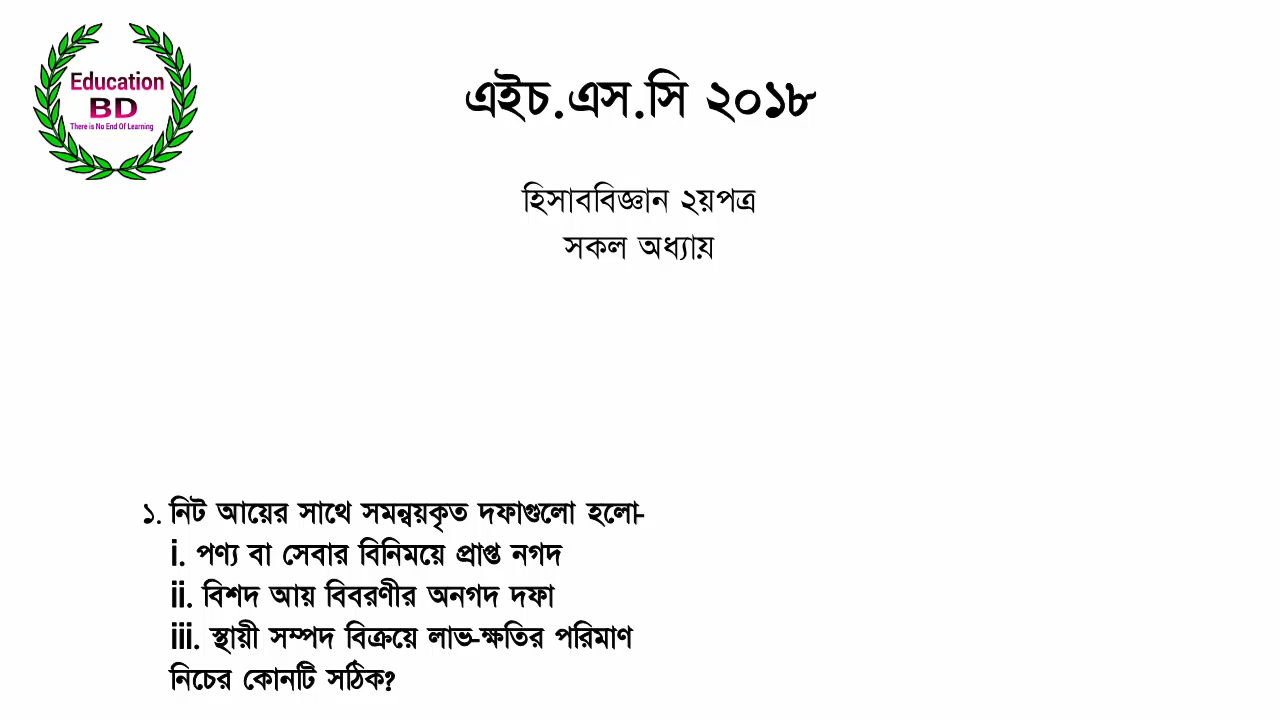 Education
BD
There is No End Of Learning
এইচ.এস.সি ২০১৮
হিসাববিজ্ঞান ২য়পত্র
সকল অধ্যায়
১. নিট আয়ের সাথে সমন্বয়কৃত দফাগুলো হলো-
i. পণ্য বা সেবার বিনিময়ে প্রাপ্ত নগদ
ii. বিশদ আয় বিবরণীর অনগদ দফা
iii. স্থায়ী সম্পদ বিক্রয়ে লাভ-ক্ষতির পরিমাণ
নিচের কোনটি সঠিক?